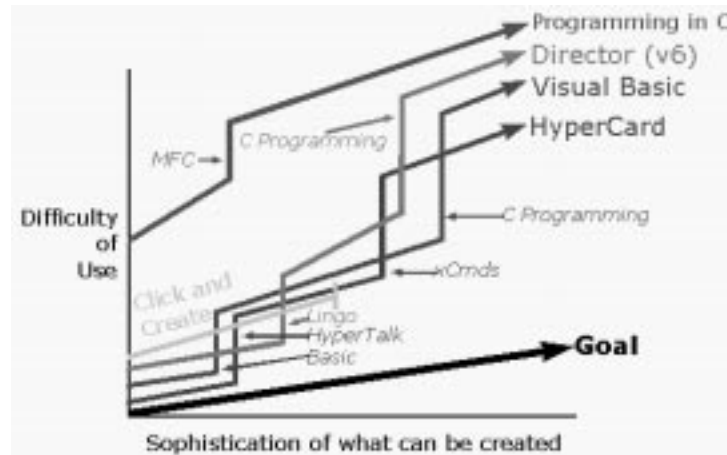 Programming in C
Director (v6)
Visual Basic
HyperCard
C Programming
MFC
Difficulty
of
Use
C Programming
xCmds
Click and
Create
Lingo
HyperTalk
Basic
Goal
Sophistication of what can be created